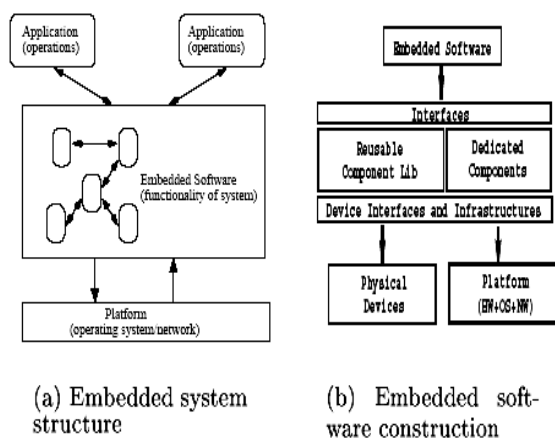 Application
(operations)
Application
(operations)
Embedded Software
(functionality of system)
Platform
(operating system/network)
(a) Embedded system
structure
Embedded Software
Interfaces
Reusable
Component Lib
Dedicated
Components
Device Interfaces and Infrastructures
Physical
Devices
Platform
(HW+OS+NW)
(b) Embedded soft-
ware construction